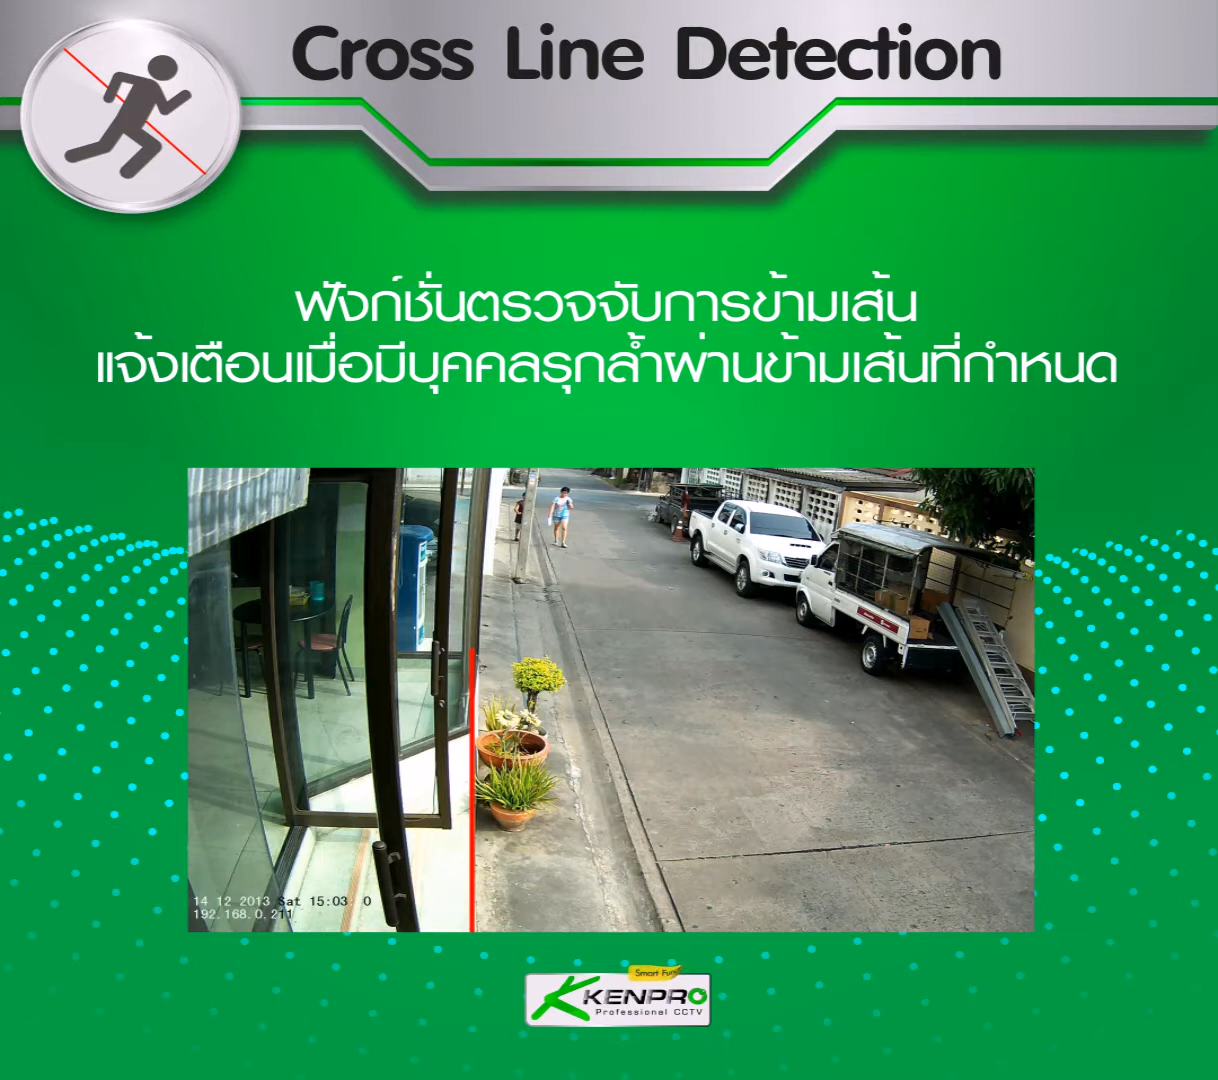 Cross Line Detection
ฟังก์ชั่นตรวจจับการข้ามเส้น
แจ้งเตือนเมื่อมีบุคคลรุกล้ำผ่านข้ามเส้นที่กำหนด
14 12 2013 Sat 15:03 0
192.168.0.211
Smart
KENPRO
Professional CCTV